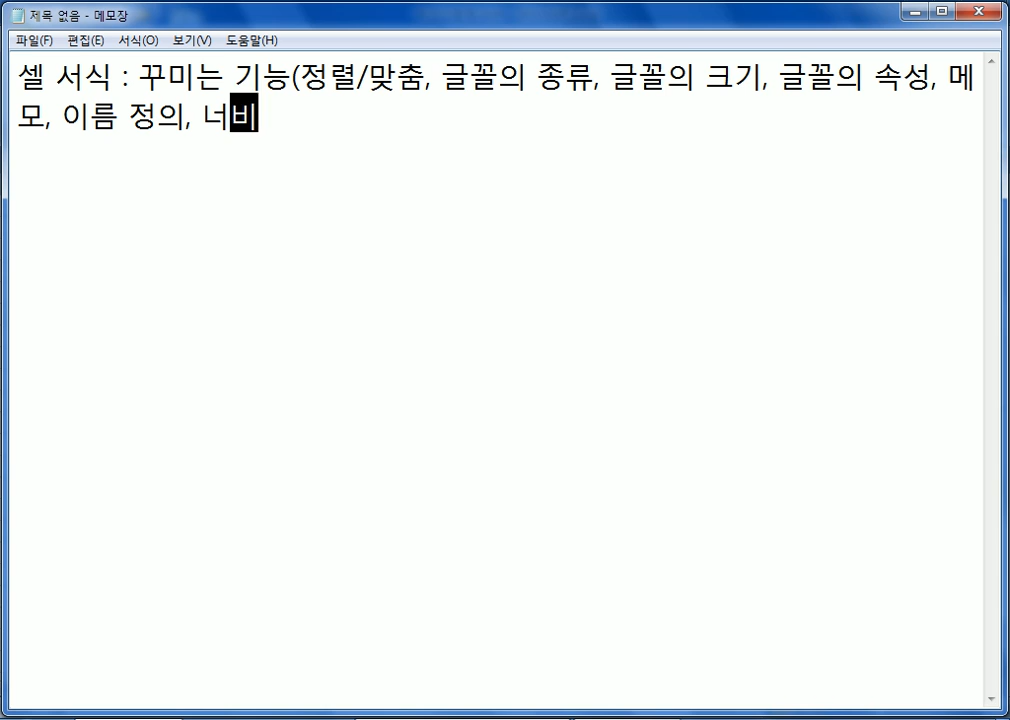 제목 없음 - 메모장
파일(F) 편집(E) 서식(O) 보기(V) 도움말(H)
셀 서식 : 꾸미는 기능(정렬/맞춤, 글꼴의 종류, 글꼴의 크기, 글꼴의 속성, 메
모, 이름 정의, 너비